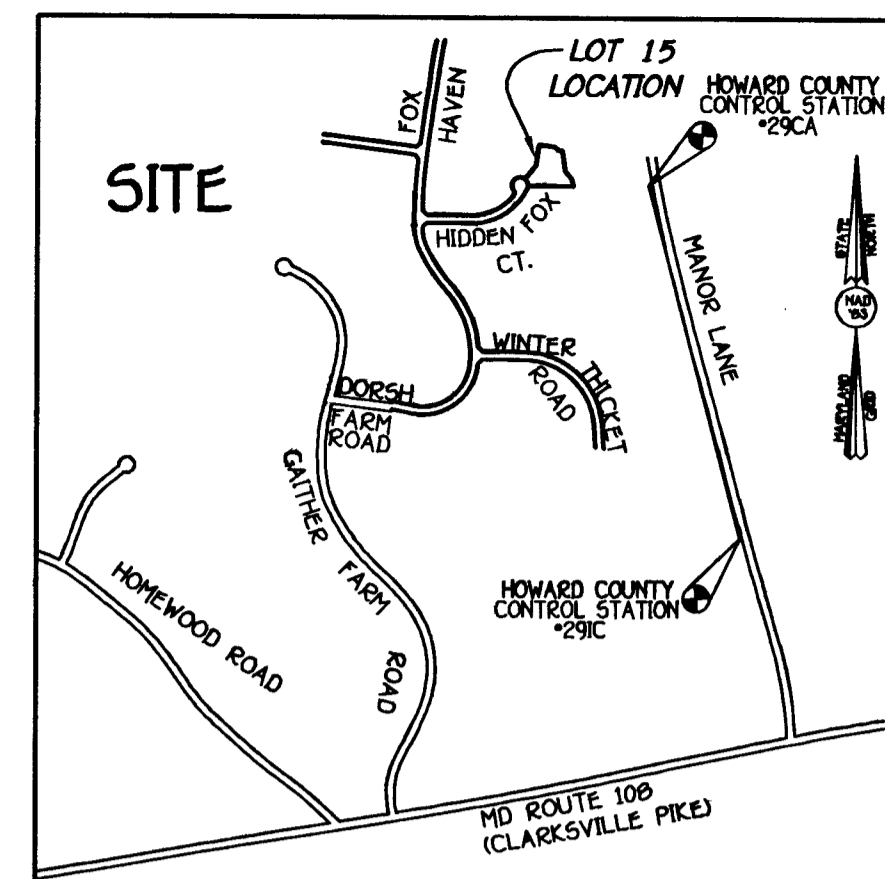 LOT 15
LOCATION
HOWARD COUNTY
CONTROL STATION
•29CA
FOX
HAVEN
SITE
HIDDEN FOX
CT.
MANOR LANE
STATE
NORTH
NAD
'83
MARYLAND
GRID
WINTER THICKET
ROAD
DORSH
FARM
ROAD
GAITHER FARM ROAD
HOMEWOOD ROAD
HOWARD COUNTY
CONTROL STATION
•29IC
MD ROUTE 108
(CLARKSVILLE PIKE)